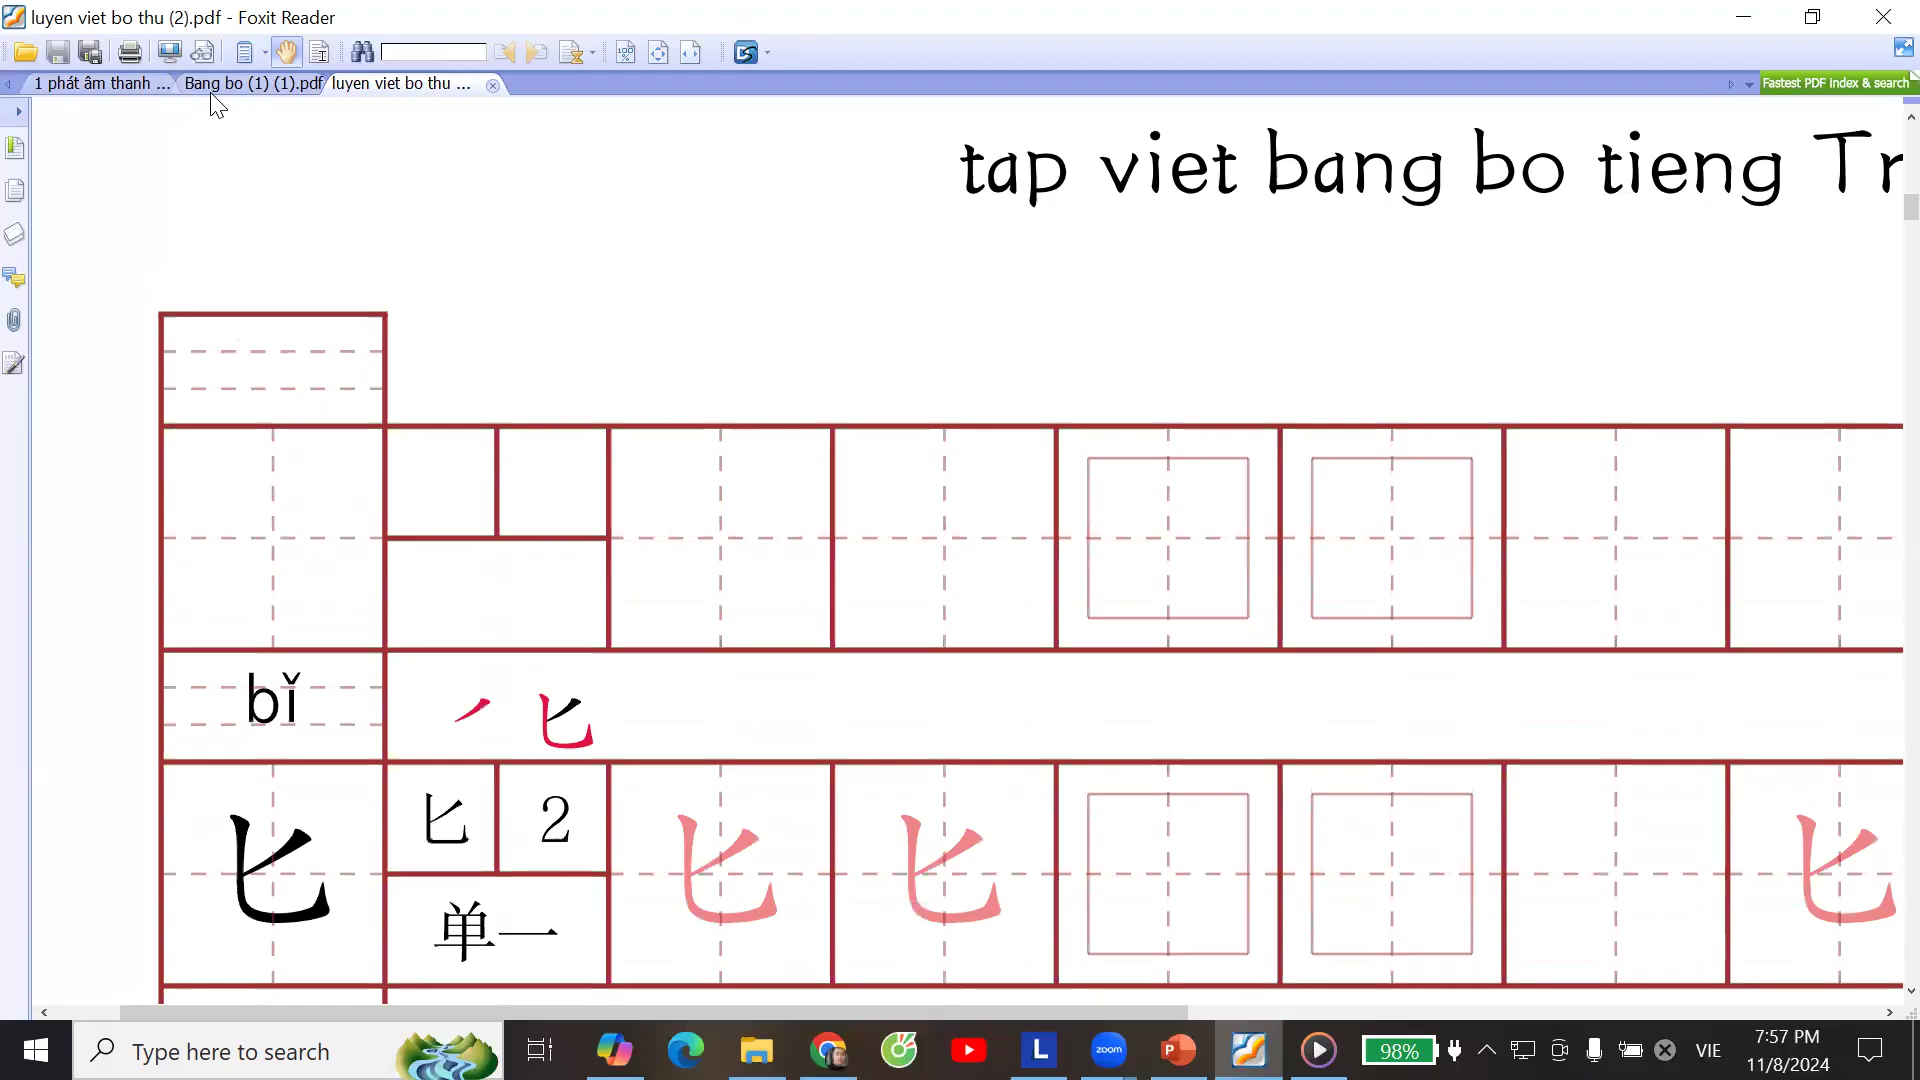 luyen viet bo thu (2).pdf - Foxit Reader
1 phát âm thanh ...
Bang bo (1) (1).pdf
luyen viet bo thu ...
Fastest PDF index & search
tap viet bang bo tieng Tr
bǐ
匕
匕 匕 2 匕 匕 匕
单一
Type here to search
98%
VIE
7:57 PM
11/8/2024